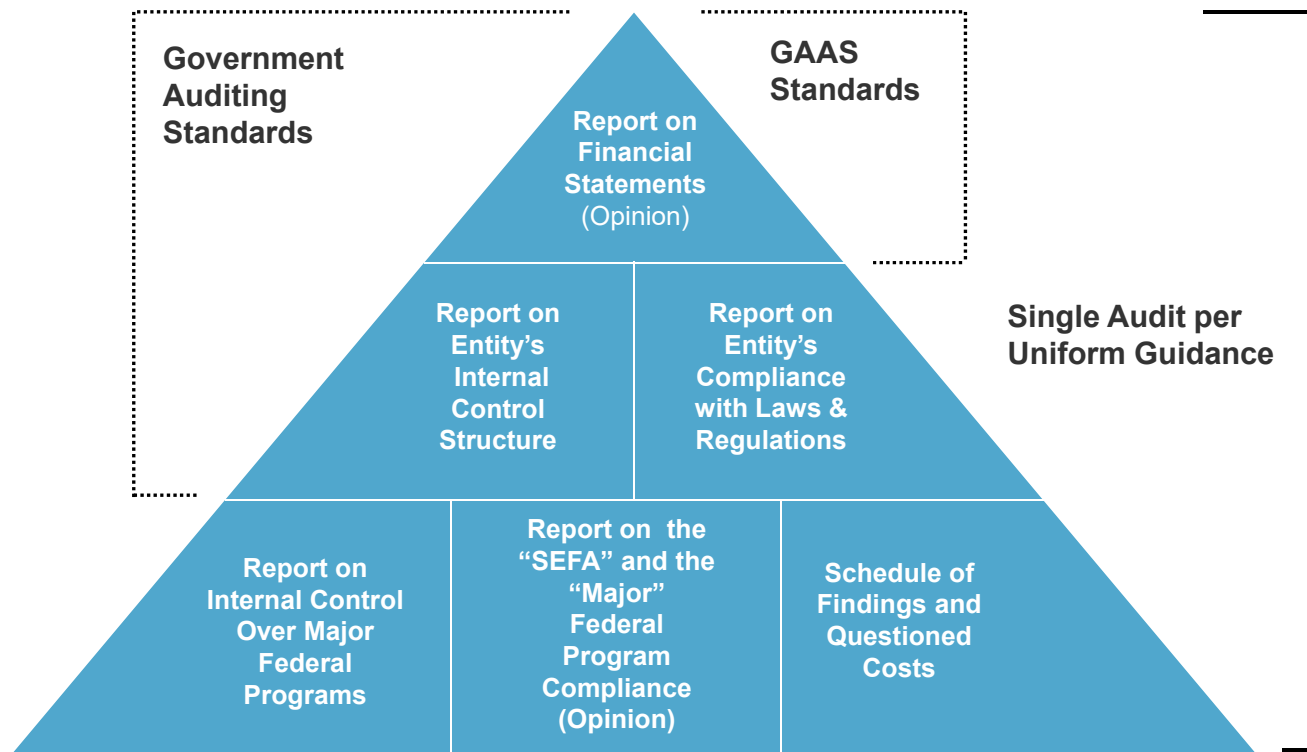 Government
Auditing
Standards
GAAS
Standards
Report on
Financial
Statements
(Opinion)
Report on
Entity’s
Internal
Control
Structure
Report on
Entity’s
Compliance
with Laws &
Regulations
Single Audit per
Uniform Guidance
Report on
Internal Control
Over Major
Federal
Programs
Report on the
“SEFA” and the
“Major”
Federal
Program
Compliance
(Opinion)
Schedule of
Findings and
Questioned
Costs